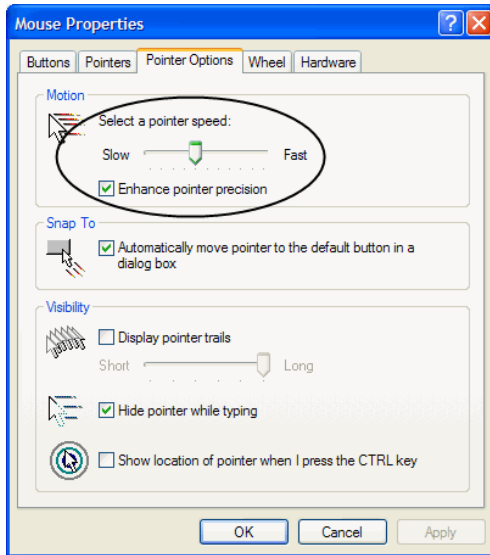 Mouse Properties
Buttons Pointers Pointer Options Wheel Hardware
Motion
Select a pointer speed:
Slow Fast
Enhance pointer precision
Snap To
Automatically move pointer to the default button in a
dialog box
Visibility
Display pointer trails
Short Long
Hide pointer while typing
Show location of pointer when I press the CTRL key
OK Cancel Apply